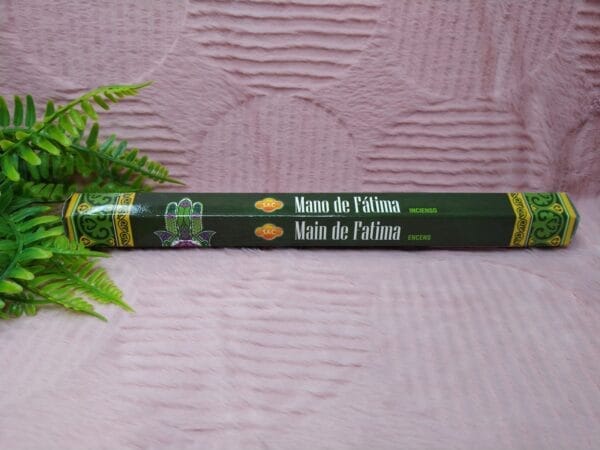 SAC Mano de Fátima INCIENSO
SAC Main de Fatima ENCENS